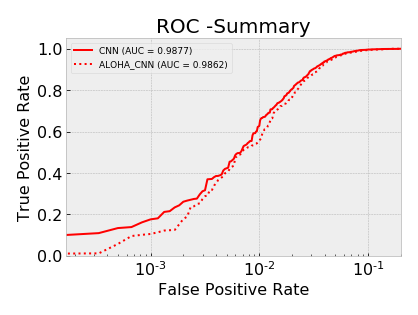 ROC -Summary
CNN (AUC = 0.9877)
ALOHA_CNN (AUC = 0.9862)
True Positive Rate
1.0
0.8
0.6
0.4
0.2
0.0
10⁻³
10⁻²
10⁻¹
False Positive Rate